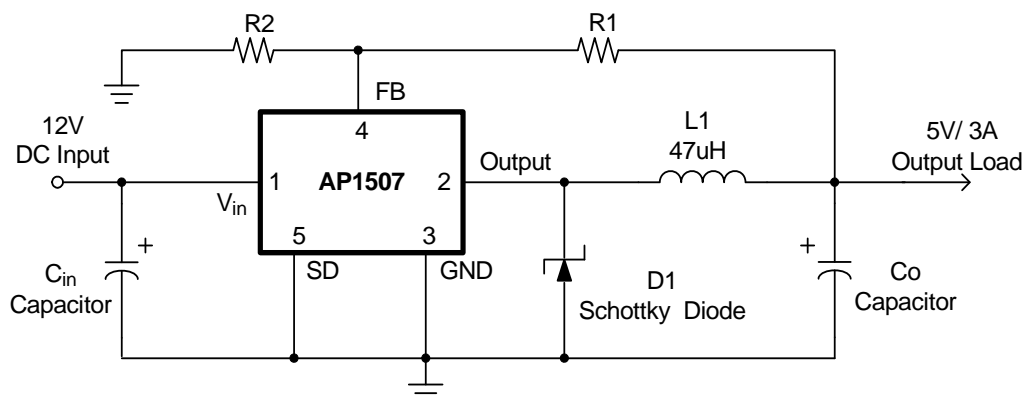 R2
R1
FB
12V
DC Input
4
L1
47uH
5V/ 3A
Output Load
Output
1
AP1507
2
Vin
5
3
SD
GND
Cin
Capacitor
D1
Schottky Diode
Co
Capacitor
+
+